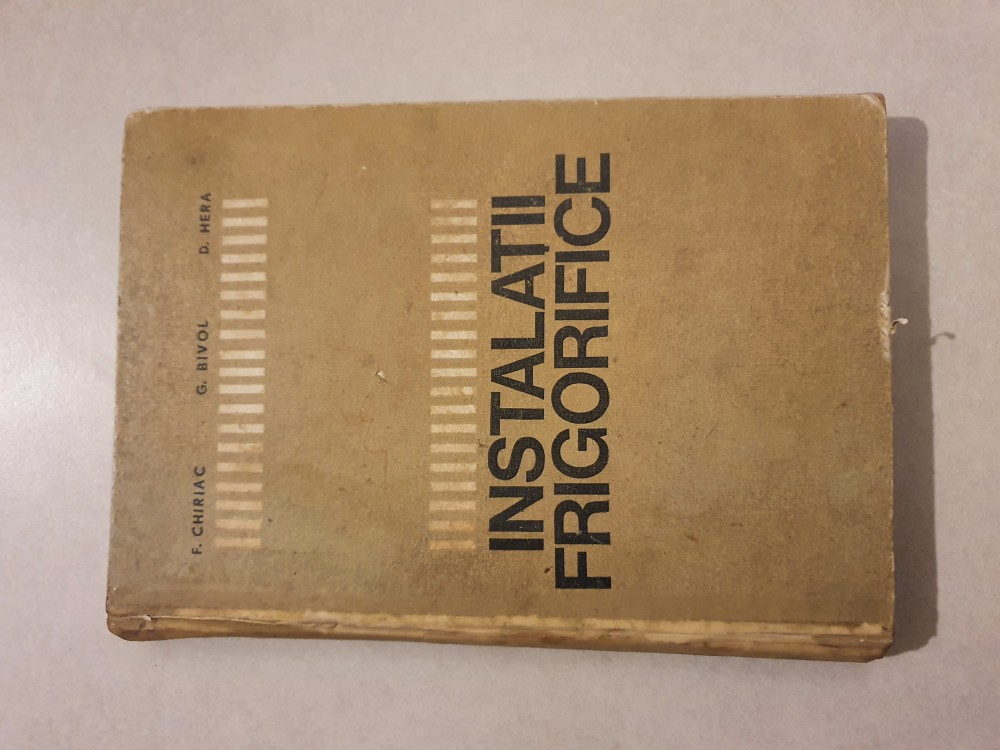 F. CHIRIAC G. BIVOL D. HERA
INSTALAȚII
FRIGORIFICE